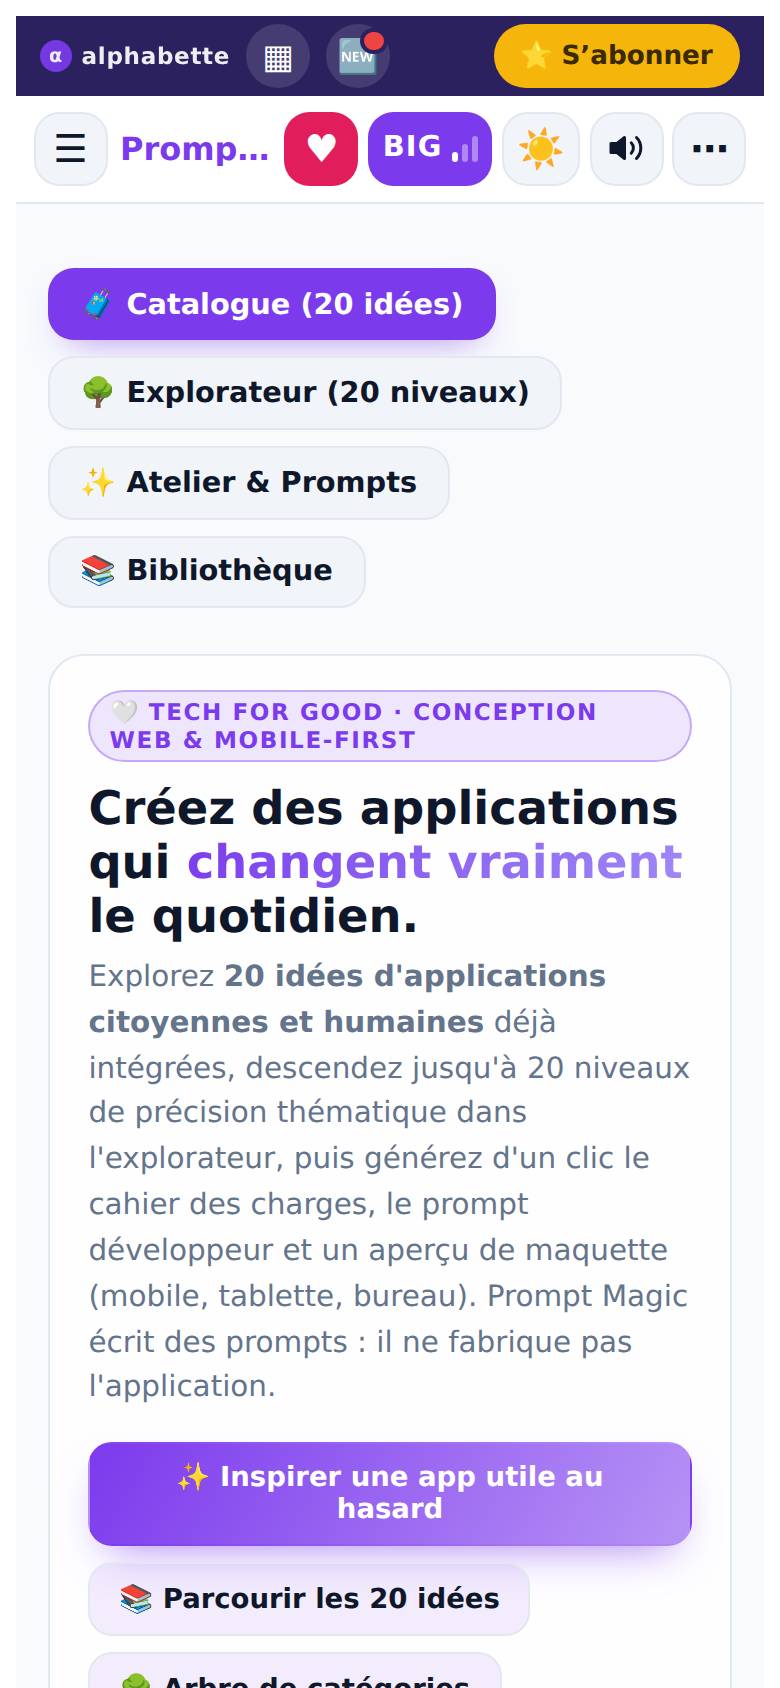 α alphabette
NEW
⭐ S'abonner
☰ Promp… ♥ BIG ☀️ 🔊 ⋯
🧳 Catalogue (20 idées)
🌳 Explorateur (20 niveaux)
✨ Atelier & Prompts
📚 Bibliothèque
🤍 TECH FOR GOOD · CONCEPTION
WEB & MOBILE-FIRST
Créez des applications
qui changent vraiment
le quotidien.
Explorez 20 idées d'applications
citoyennes et humaines déjà
intégrées, descendez jusqu'à 20 niveaux
de précision thématique dans
l'explorateur, puis générez d'un clic le
cahier des charges, le prompt
développeur et un aperçu de maquette
(mobile, tablette, bureau). Prompt Magic
écrit des prompts : il ne fabrique pas
l'application.
✨ Inspirer une app utile au
hasard
📚 Parcourir les 20 idées
🌳 Arbre de catégories